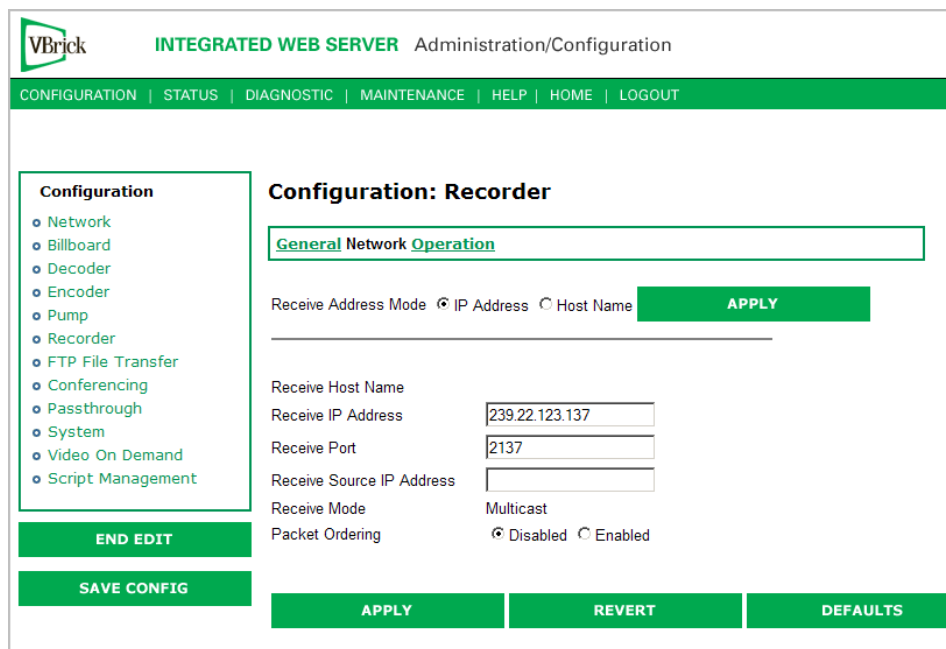 VBrick
INTEGRATED WEB SERVER Administration/Configuration
CONFIGURATION | STATUS | DIAGNOSTIC | MAINTENANCE | HELP | HOME | LOGOUT
Configuration
Network
Billboard
Decoder
Encoder
Pump
Recorder
FTP File Transfer
Conferencing
Passthrough
System
Video On Demand
Script Management
END EDIT
SAVE CONFIG
Configuration: Recorder
General Network Operation
Receive Address Mode IP Address Host Name APPLY
Receive Host Name
Receive IP Address 239.22.123.137
Receive Port 2137
Receive Source IP Address
Receive Mode Multicast
Packet Ordering Disabled Enabled
APPLY REVERT DEFAULTS